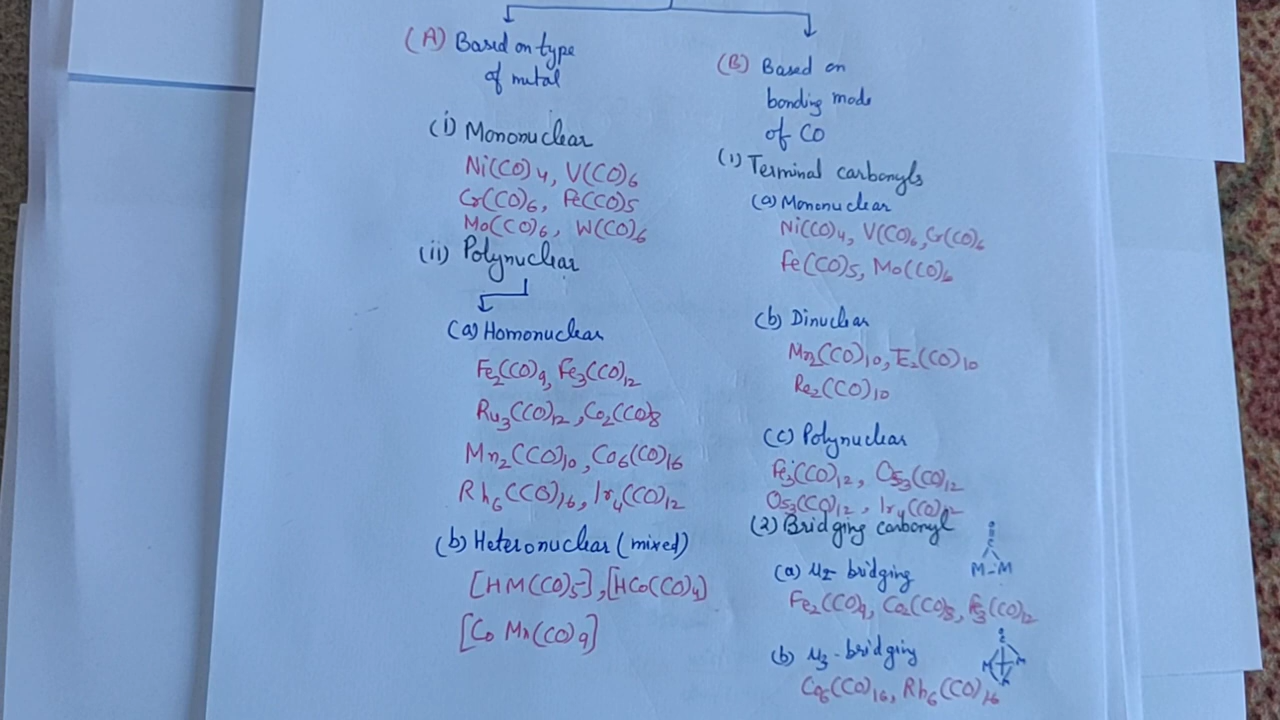 (A) Based on type
of metal
(i) Mononuclear
Ni(CO)4, V(CO)6
Cr(CO)6, Fe(CO)5
Mo(CO)6, W(CO)6
(ii) Polynuclear
(a) Homonuclear
Fe2(CO)9, Fe3(CO)12
Ru3(CO)12, Co2(CO)8
Mn2(CO)10, Co6(CO)16
Rh6(CO)16, Ir4(CO)12
(b) Heteronuclear (mixed)
[HM(CO)5-], [HCo(CO)4]
[Co Mn(CO)9]
(B) Based on
bonding mode
of CO
(1) Terminal carbonyls
(a) Mononuclear
Ni(CO)4, V(CO)6, Cr(CO)6
Fe(CO)5, Mo(CO)6
(b) Dinuclear
Mn2(CO)10, E2(CO)10
Re2(CO)10
(c) Polynuclear
Fe3(CO)12, Os3(CO)12
Os3(CO)12, Ir4(CO)12
(2) Bridging carbonyl
O
C
M-M
(a) μ2 bridging
Fe2(CO)9, Co2(CO)8, Fe3(CO)12
(b) μ3-bridging
M M
M
Co6(CO)16, Rh6(CO)16